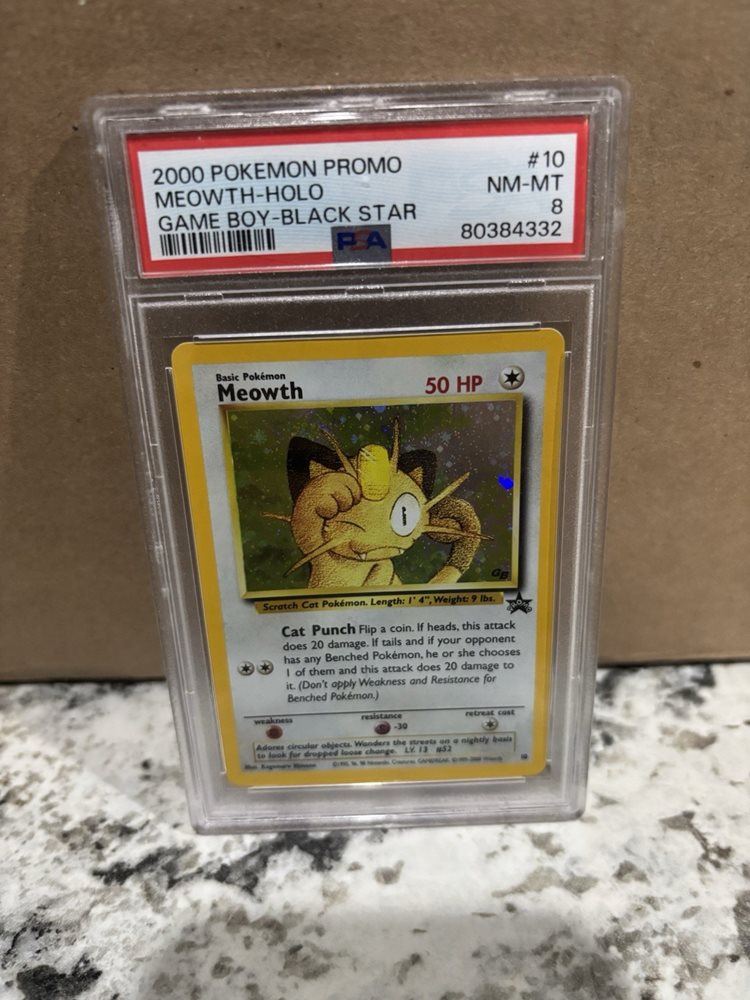 2000 POKEMON PROMO #10
MEOWTH-HOLO NM-MT
GAME BOY-BLACK STAR 8
PSA 80384332
Basic Pokémon
Meowth 50 HP
GB
Scratch Cat Pokémon. Length: 1' 4", Weight: 9 lbs.
PROMO
Cat Punch Flip a coin. If heads, this attack
does 20 damage. If tails and if your opponent
has any Benched Pokémon, he or she chooses
1 of them and this attack does 20 damage to
it. (Don't apply Weakness and Resistance for
Benched Pokémon.)
weakness resistance retreat cost
-30
Adores circular objects. Wanders the streets on a nightly basis
to look for dropped loose change. LV. 13 #52
Illus. 10